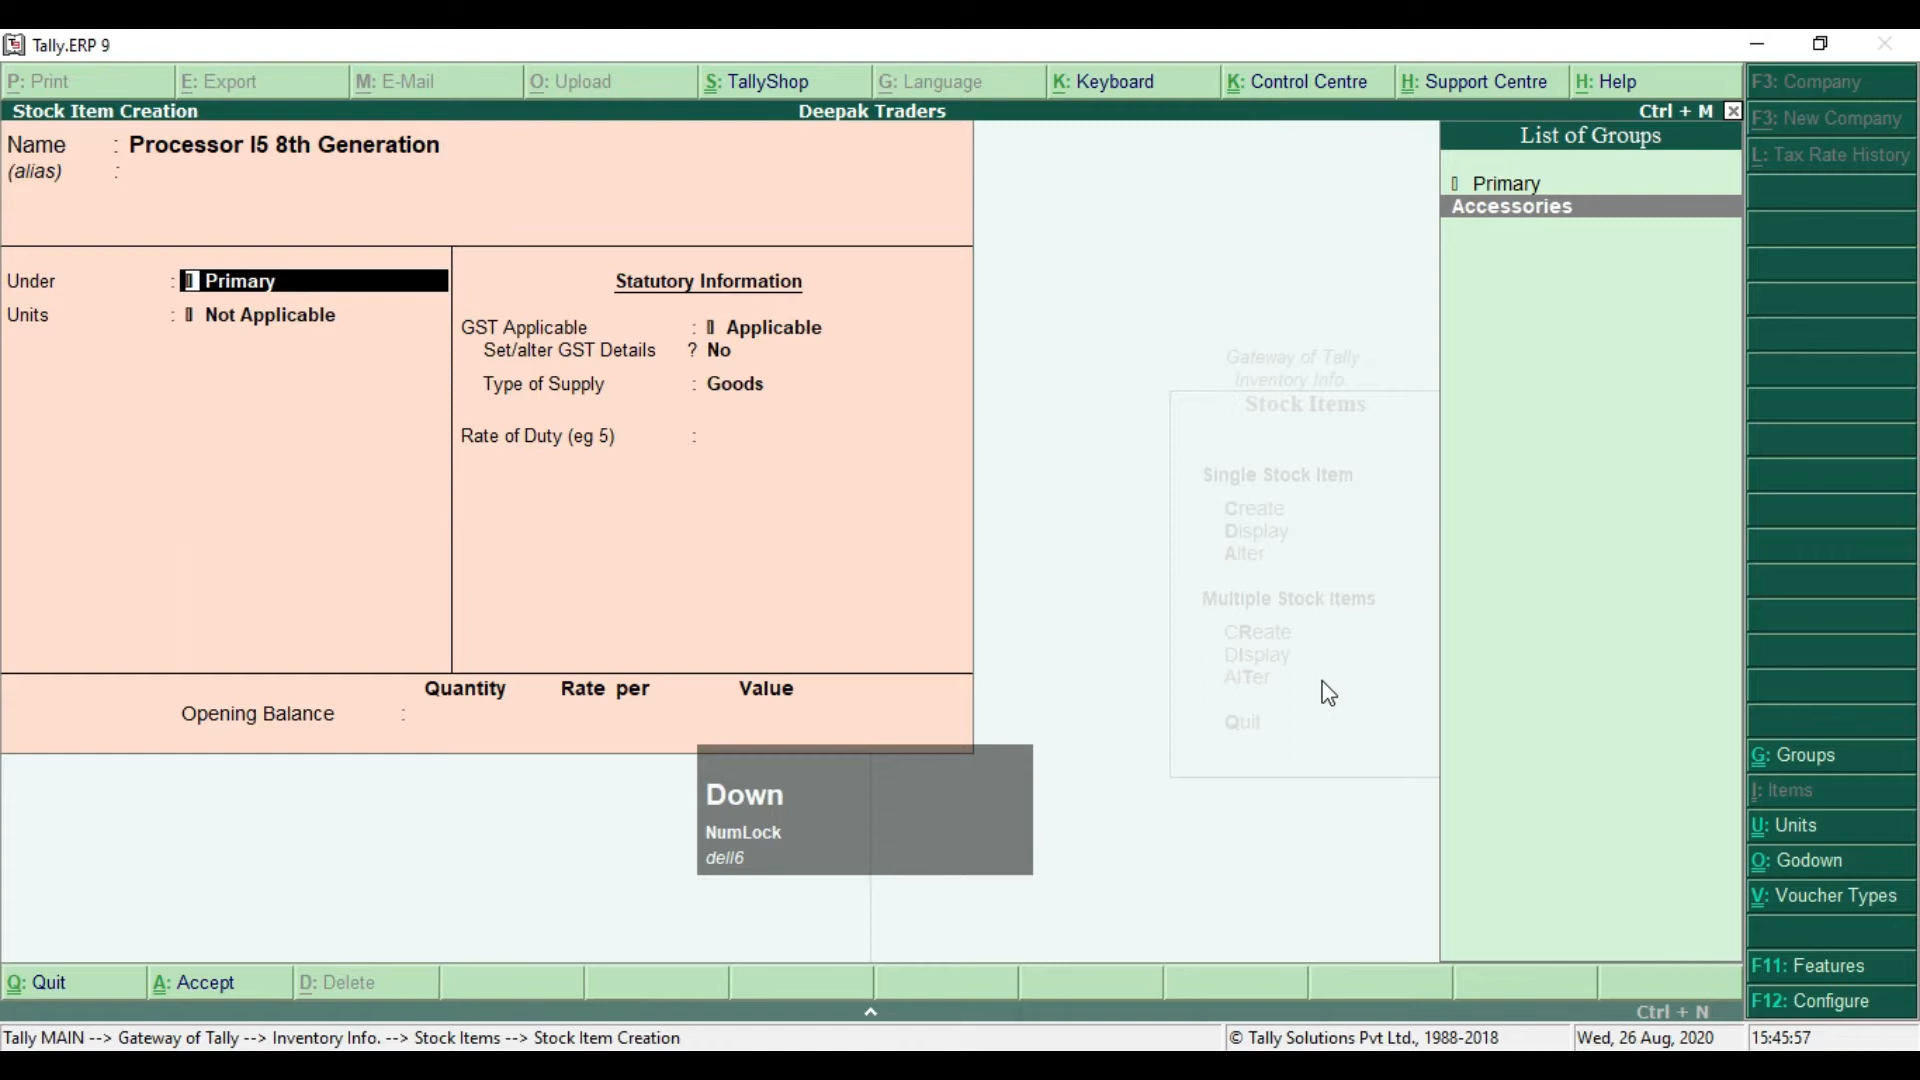 Tally.ERP 9
P: Print E: Export M: E-Mail O: Upload S: TallyShop G: Language K: Keyboard K: Control Centre H: Support Centre H: Help
Stock Item Creation Deepak Traders Ctrl + M
Name : Processor I5 8th Generation
(alias) :
Under : Primary
Units : Not Applicable
Statutory Information
GST Applicable : Applicable
Set/alter GST Details ? No
Type of Supply : Goods
Rate of Duty (eg 5) :
Quantity Rate per Value
Opening Balance :
Gateway of Tally ...
Inventory Info. ...
Stock Items
Single Stock Item
Create
Display
Alter
Multiple Stock Items
CReate
DIsplay
AlTer
Quit
List of Groups
Primary
Accessories
F3: Company
F3: New Company
L: Tax Rate History
G: Groups
I: Items
U: Units
O: Godown
V: Voucher Types
F11: Features
F12: Configure
Down
NumLock
dell6
Q: Quit A: Accept D: Delete
Ctrl + N
Tally MAIN --> Gateway of Tally --> Inventory Info. --> Stock Items --> Stock Item Creation
© Tally Solutions Pvt Ltd., 1988-2018 Wed, 26 Aug, 2020 15:45:57